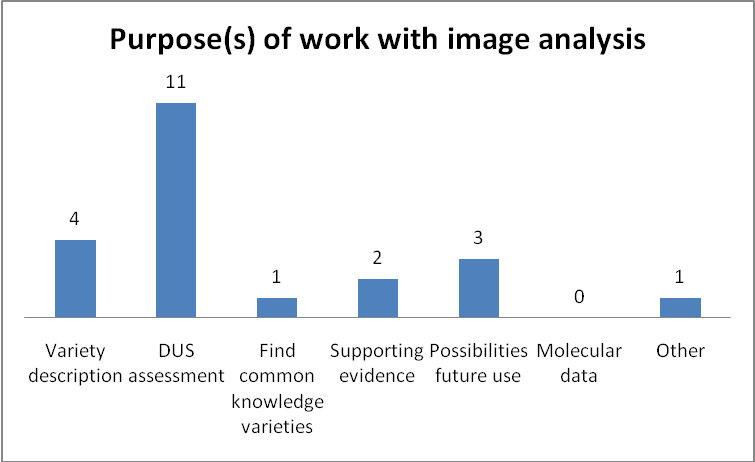 Purpose(s) of work with image analysis
4
11
1
2
3
0
1
Variety
description
DUS
assessment
Find
common
knowledge
varieties
Supporting
evidence
Possibilities
future use
Molecular
data
Other